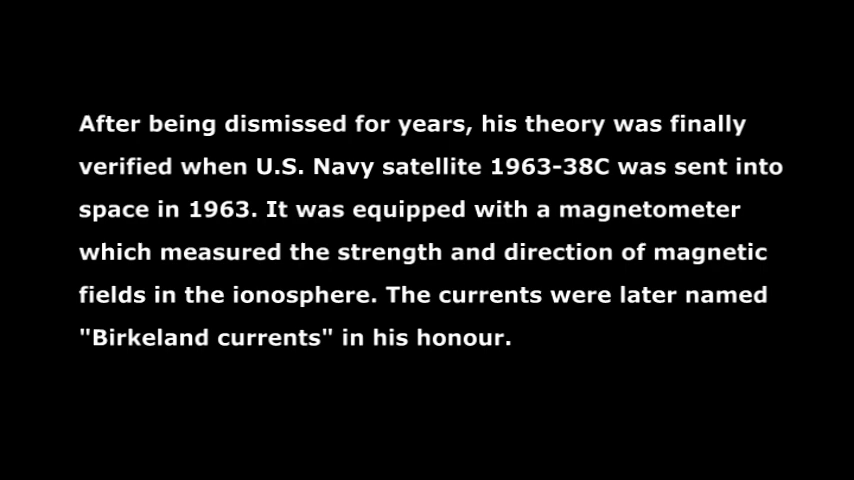 After being dismissed for years, his theory was finally
verified when U.S. Navy satellite 1963-38C was sent into
space in 1963. It was equipped with a magnetometer
which measured the strength and direction of magnetic
fields in the ionosphere. The currents were later named
"Birkeland currents" in his honour.